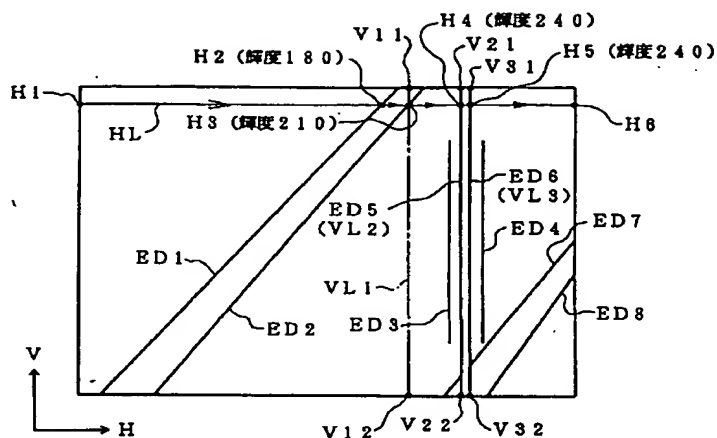 H4 (輝度240)
V11
V21
H2 (輝度180)
H5 (輝度240)
V31
H1
HL
H3 (輝度210)
H6
ED6
(VL3)
ED5
(VL2)
ED7
ED4
ED1
VL1
ED8
ED2
ED3
V
H
V12
V22
V32